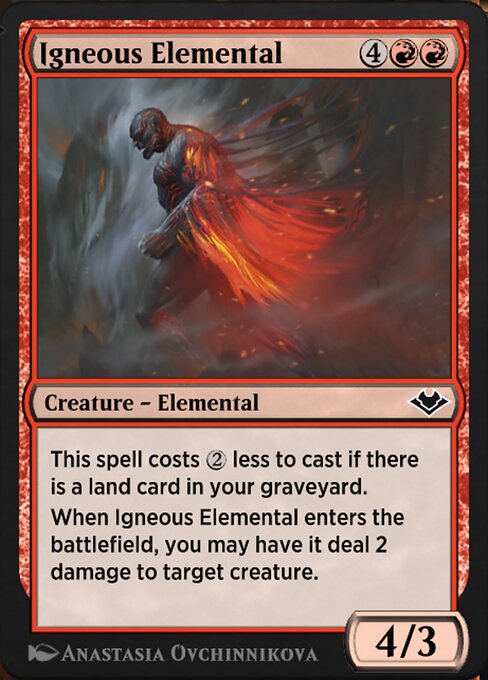 Igneous Elemental 4
Creature – Elemental
This spell costs 2 less to cast if there
is a land card in your graveyard.
When Igneous Elemental enters the
battlefield, you may have it deal 2
damage to target creature.
4/3
Anastasia Ovchinnikova